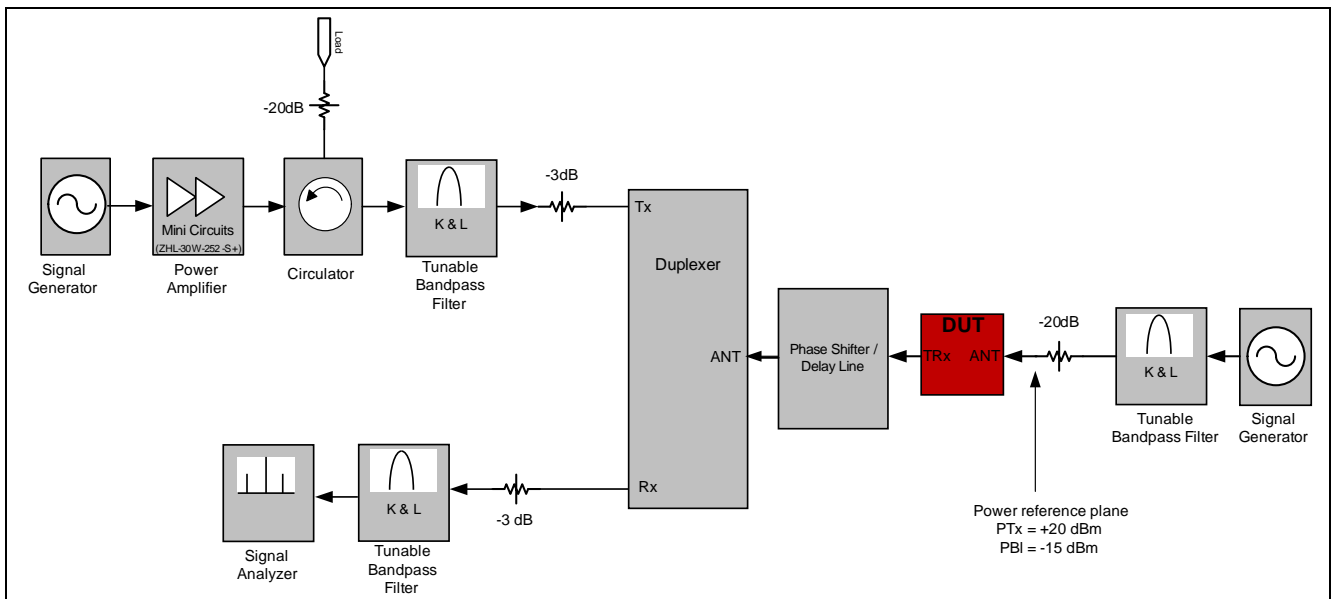 Load
-20dB
Mini Circuits
(ZHL-30W-252 -S+)
Signal
Generator
Power
Amplifier
Circulator
K & L
Tunable
Bandpass
Filter
-3dB
Tx
Duplexer
ANT
Rx
Phase Shifter /
Delay Line
DUT
TRx ANT
-20dB
K & L
Tunable
Bandpass Filter
Signal
Generator
Power reference plane
PTx = +20 dBm
PBl = -15 dBm
Signal
Analyzer
K & L
Tunable
Bandpass
Filter
-3 dB